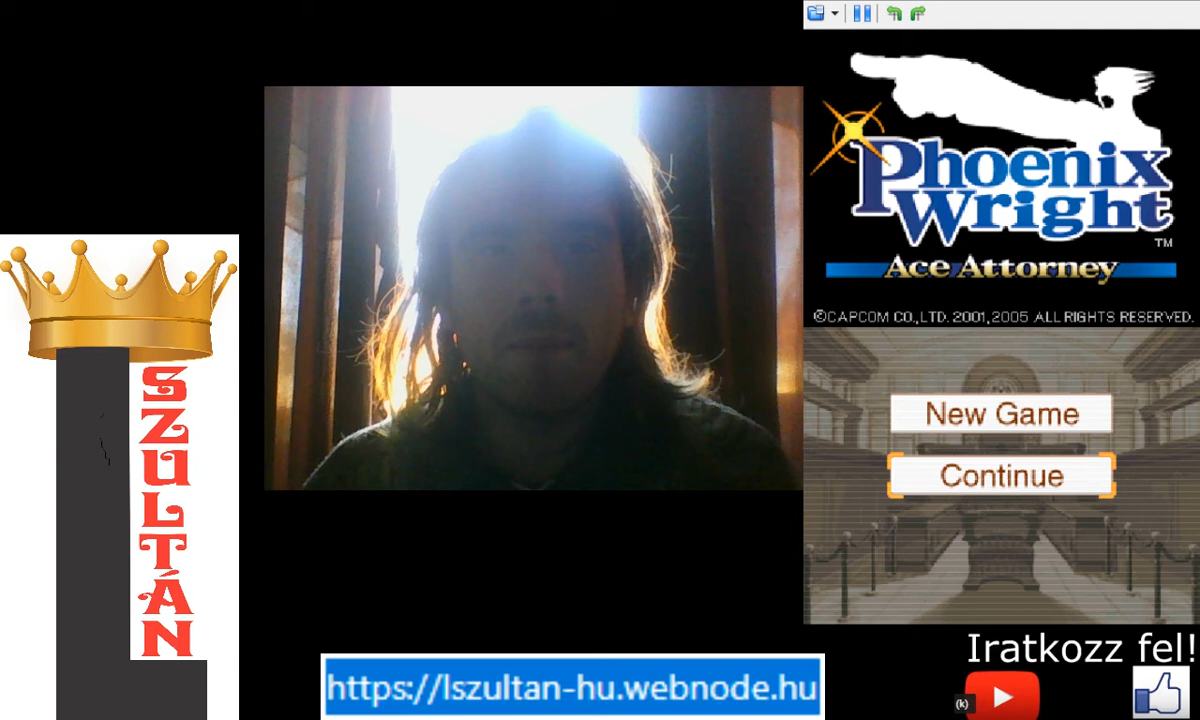 Phoenix
Wright
TM
Ace Attorney
©CAPCOM CO.,LTD. 2001,2005 ALL RIGHTS RESERVED.
New Game
Continue
L
SZULTÁN
https://lszultan-hu.webnode.hu
Iratkozz fel!
(k)